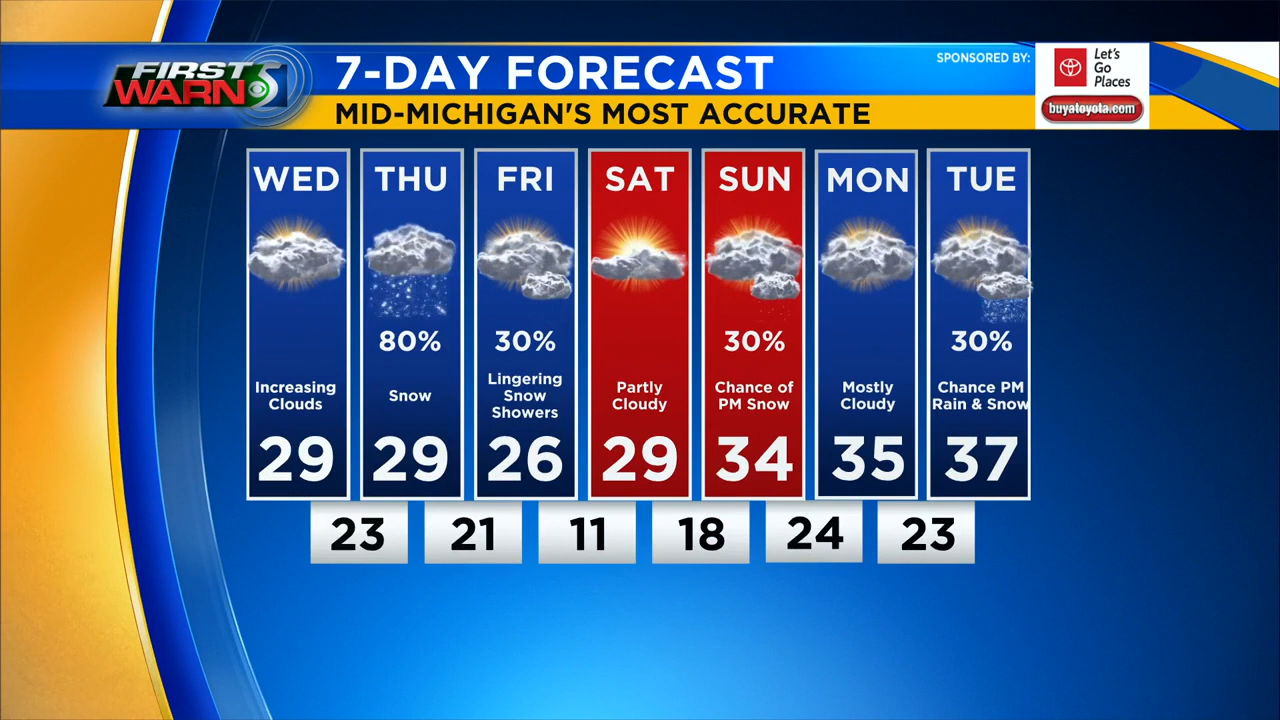 FIRST
WARN 5
7-DAY FORECAST
MID-MICHIGAN'S MOST ACCURATE
SPONSORED BY:
Let's
Go
Places
buyatoyota.com
WED THU FRI SAT SUN MON TUE
80% 30% 30% 30%
Increasing
Clouds
Snow
Lingering
Snow
Showers
Partly
Cloudy
Chance of
PM Snow
Mostly
Cloudy
Chance PM
Rain & Snow
29 29 26 29 34 35 37
23 21 11 18 24 23